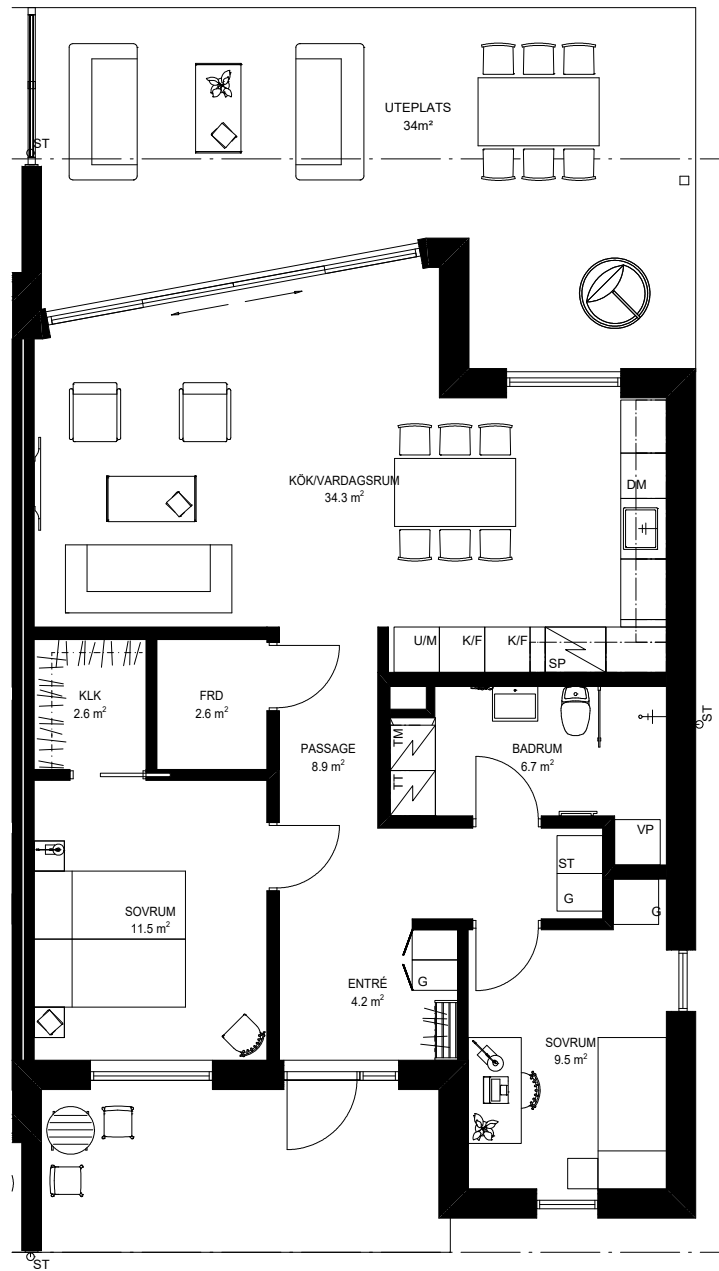 ST
UTEPLATS
34m²
KÖK/VARDAGSRUM
34.3 m²
DM
U/M
K/F
K/F
SP
KLK
2.6 m²
FRD
2.6 m²
PASSAGE
8.9 m²
TM
TT
BADRUM
6.7 m²
ST
VP
ST
G
G
SOVRUM
11.5 m²
ENTRÉ
4.2 m²
G
SOVRUM
9.5 m²
ST